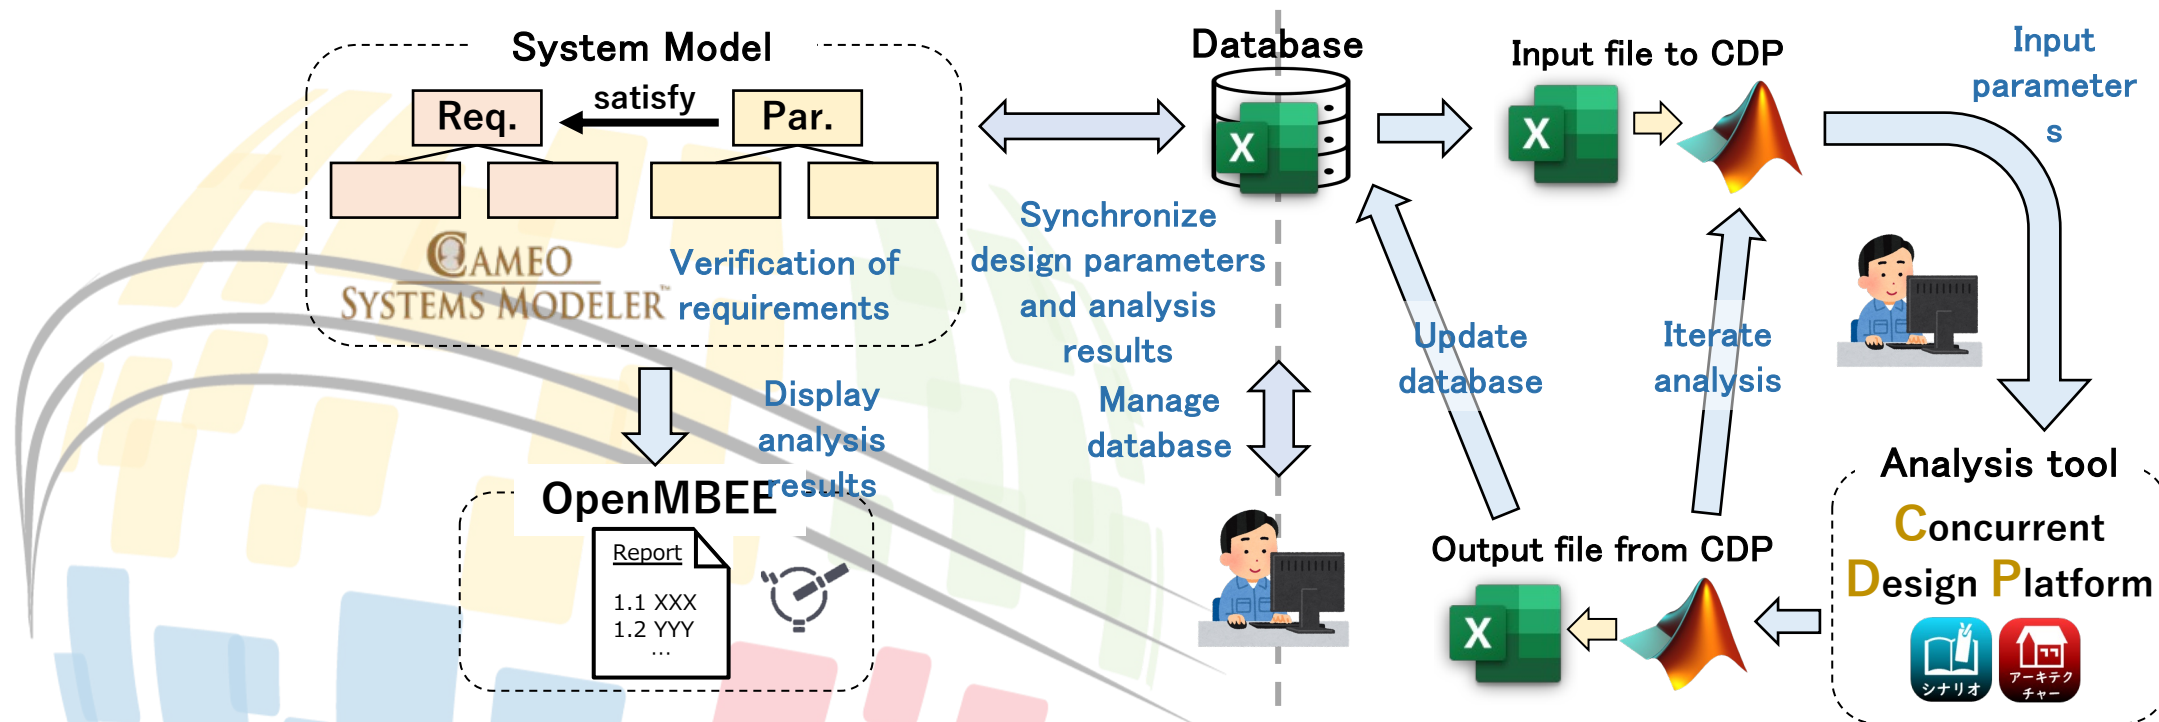 System Model
Req.
satisfy
Par.
CAMEO
SYSTEMS MODELER™
Verification of
requirements
Display
analysis
results
OpenMBEE
Report
1.1 XXX
1.2 YYY
...
Database
X
Synchronize
design parameters
and analysis
results
Manage
database
Input file to CDP
X
Input
parameter
s
Update
database
Iterate
analysis
Output file from CDP
X
Analysis tool
Concurrent
Design Platform
シナリオ
アーキテク
チャー